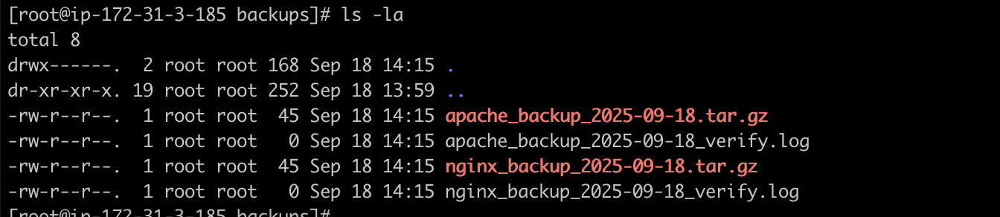 [root@ip-172-31-3-185 backups]# ls -la
total 8
drwx------.  2 root root 168 Sep 18 14:15 .
dr-xr-xr-x. 19 root root 252 Sep 18 13:59 ..
-rw-r--r--.  1 root root  45 Sep 18 14:15 apache_backup_2025-09-18.tar.gz
-rw-r--r--.  1 root root   0 Sep 18 14:15 apache_backup_2025-09-18_verify.log
-rw-r--r--.  1 root root  45 Sep 18 14:15 nginx_backup_2025-09-18.tar.gz
-rw-r--r--.  1 root root   0 Sep 18 14:15 nginx_backup_2025-09-18_verify.log
[root@ip-172-31-3-185 backups]#